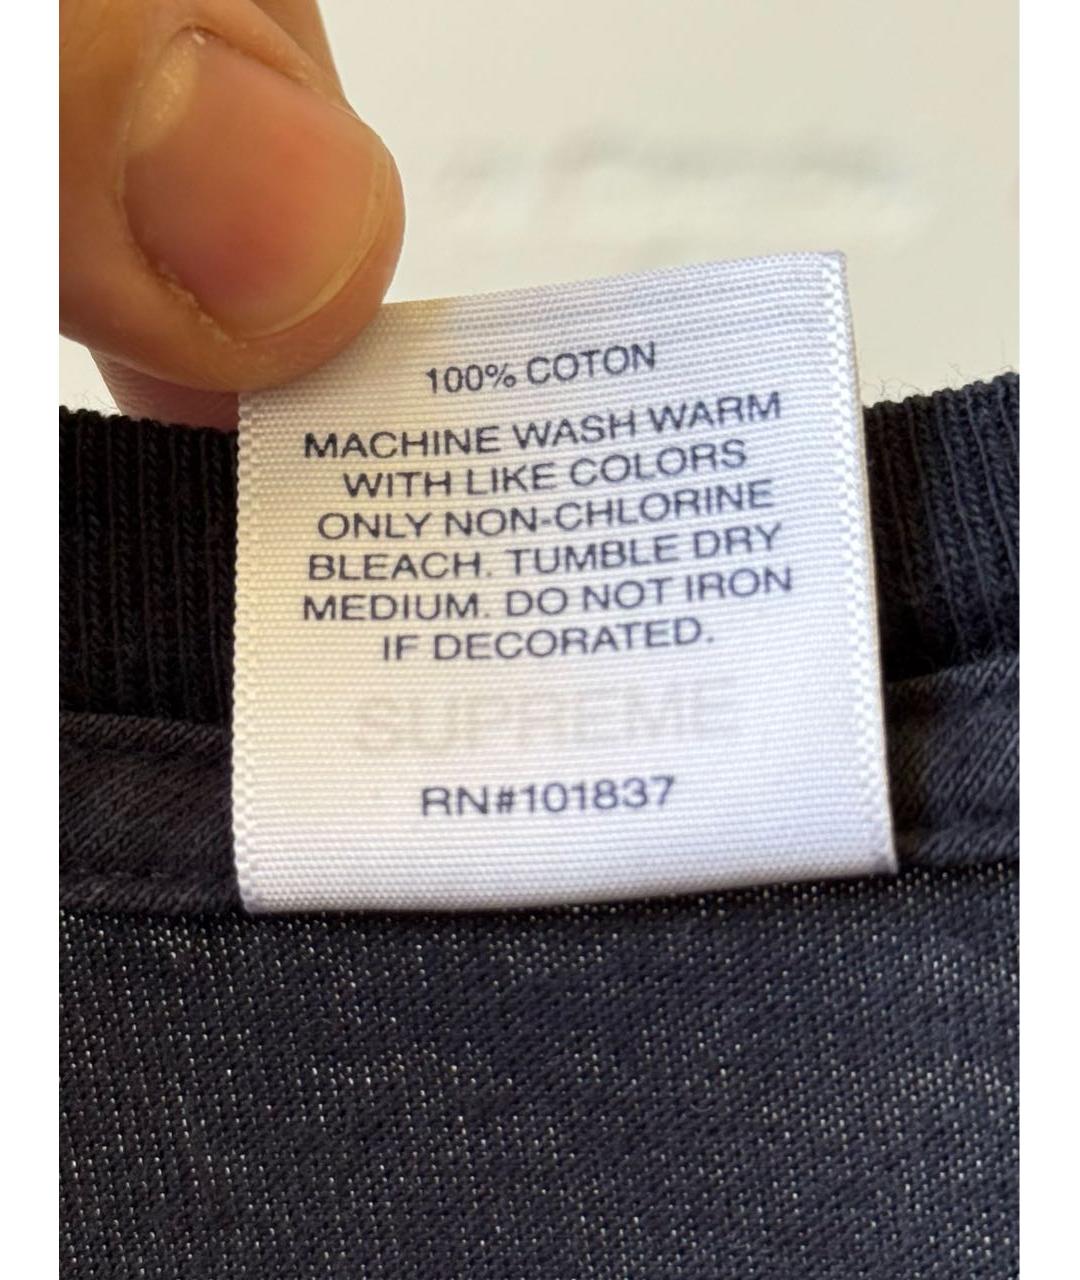 100% COTON
MACHINE WASH WARM
WITH LIKE COLORS
ONLY NON-CHLORINE
BLEACH. TUMBLE DRY
MEDIUM. DO NOT IRON
IF DECORATED.
SUPREME
RN#101837